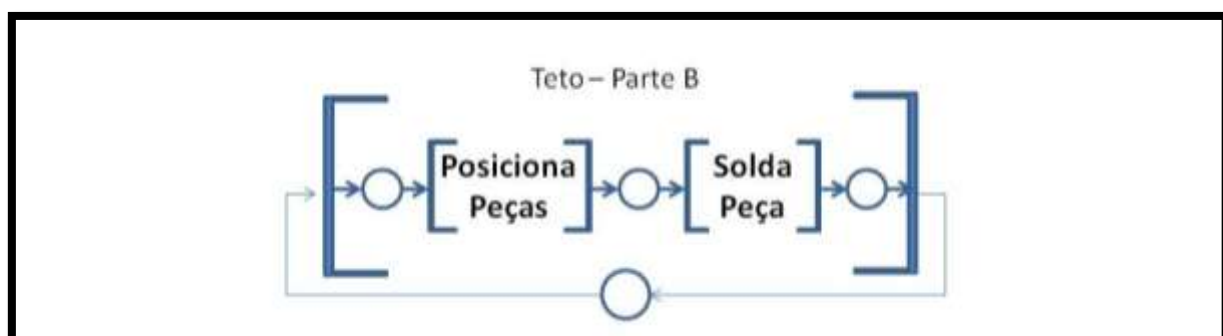 Teto – Parte B
Posiciona
Peças
Solda
Peça